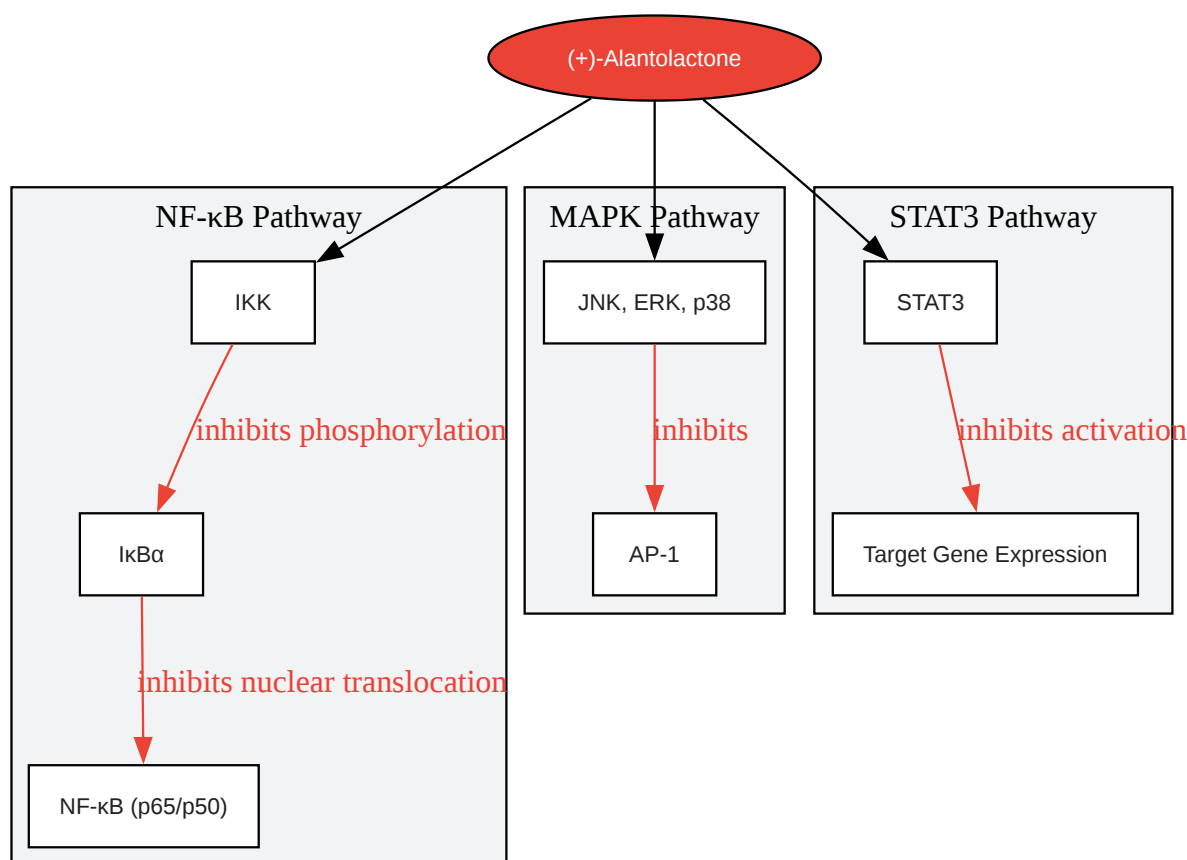 (+)-Alantolactone
NF-κB Pathway
MAPK Pathway
STAT3 Pathway
IKK
JNK, ERK, p38
STAT3
inhibits phosphorylation
inhibits
inhibits activation
IκBα
AP-1
Target Gene Expression
inhibits nuclear translocation
NF-κB (p65/p50)